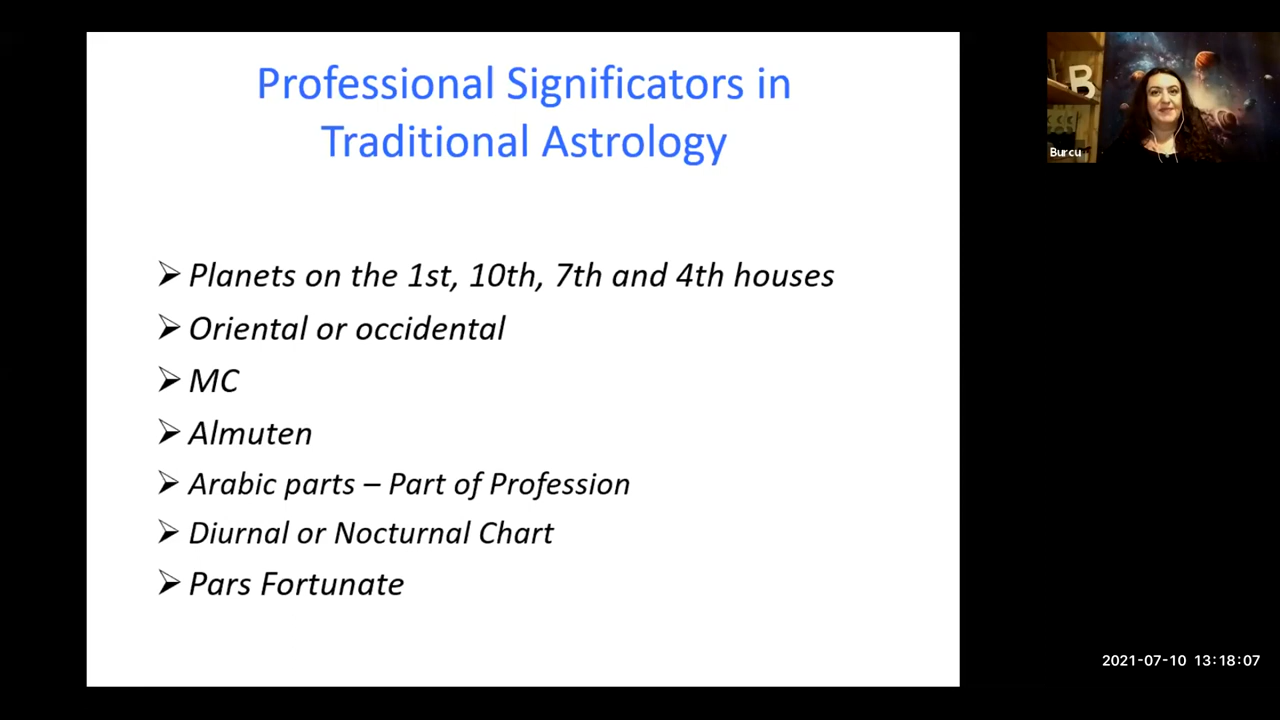 Professional Significators in
Traditional Astrology
➢ Planets on the 1st, 10th, 7th and 4th houses
➢ Oriental or occidental
➢ MC
➢ Almuten
➢ Arabic parts – Part of Profession
➢ Diurnal or Nocturnal Chart
➢ Pars Fortunate
B
Burcu
2021-07-10 13:18:07